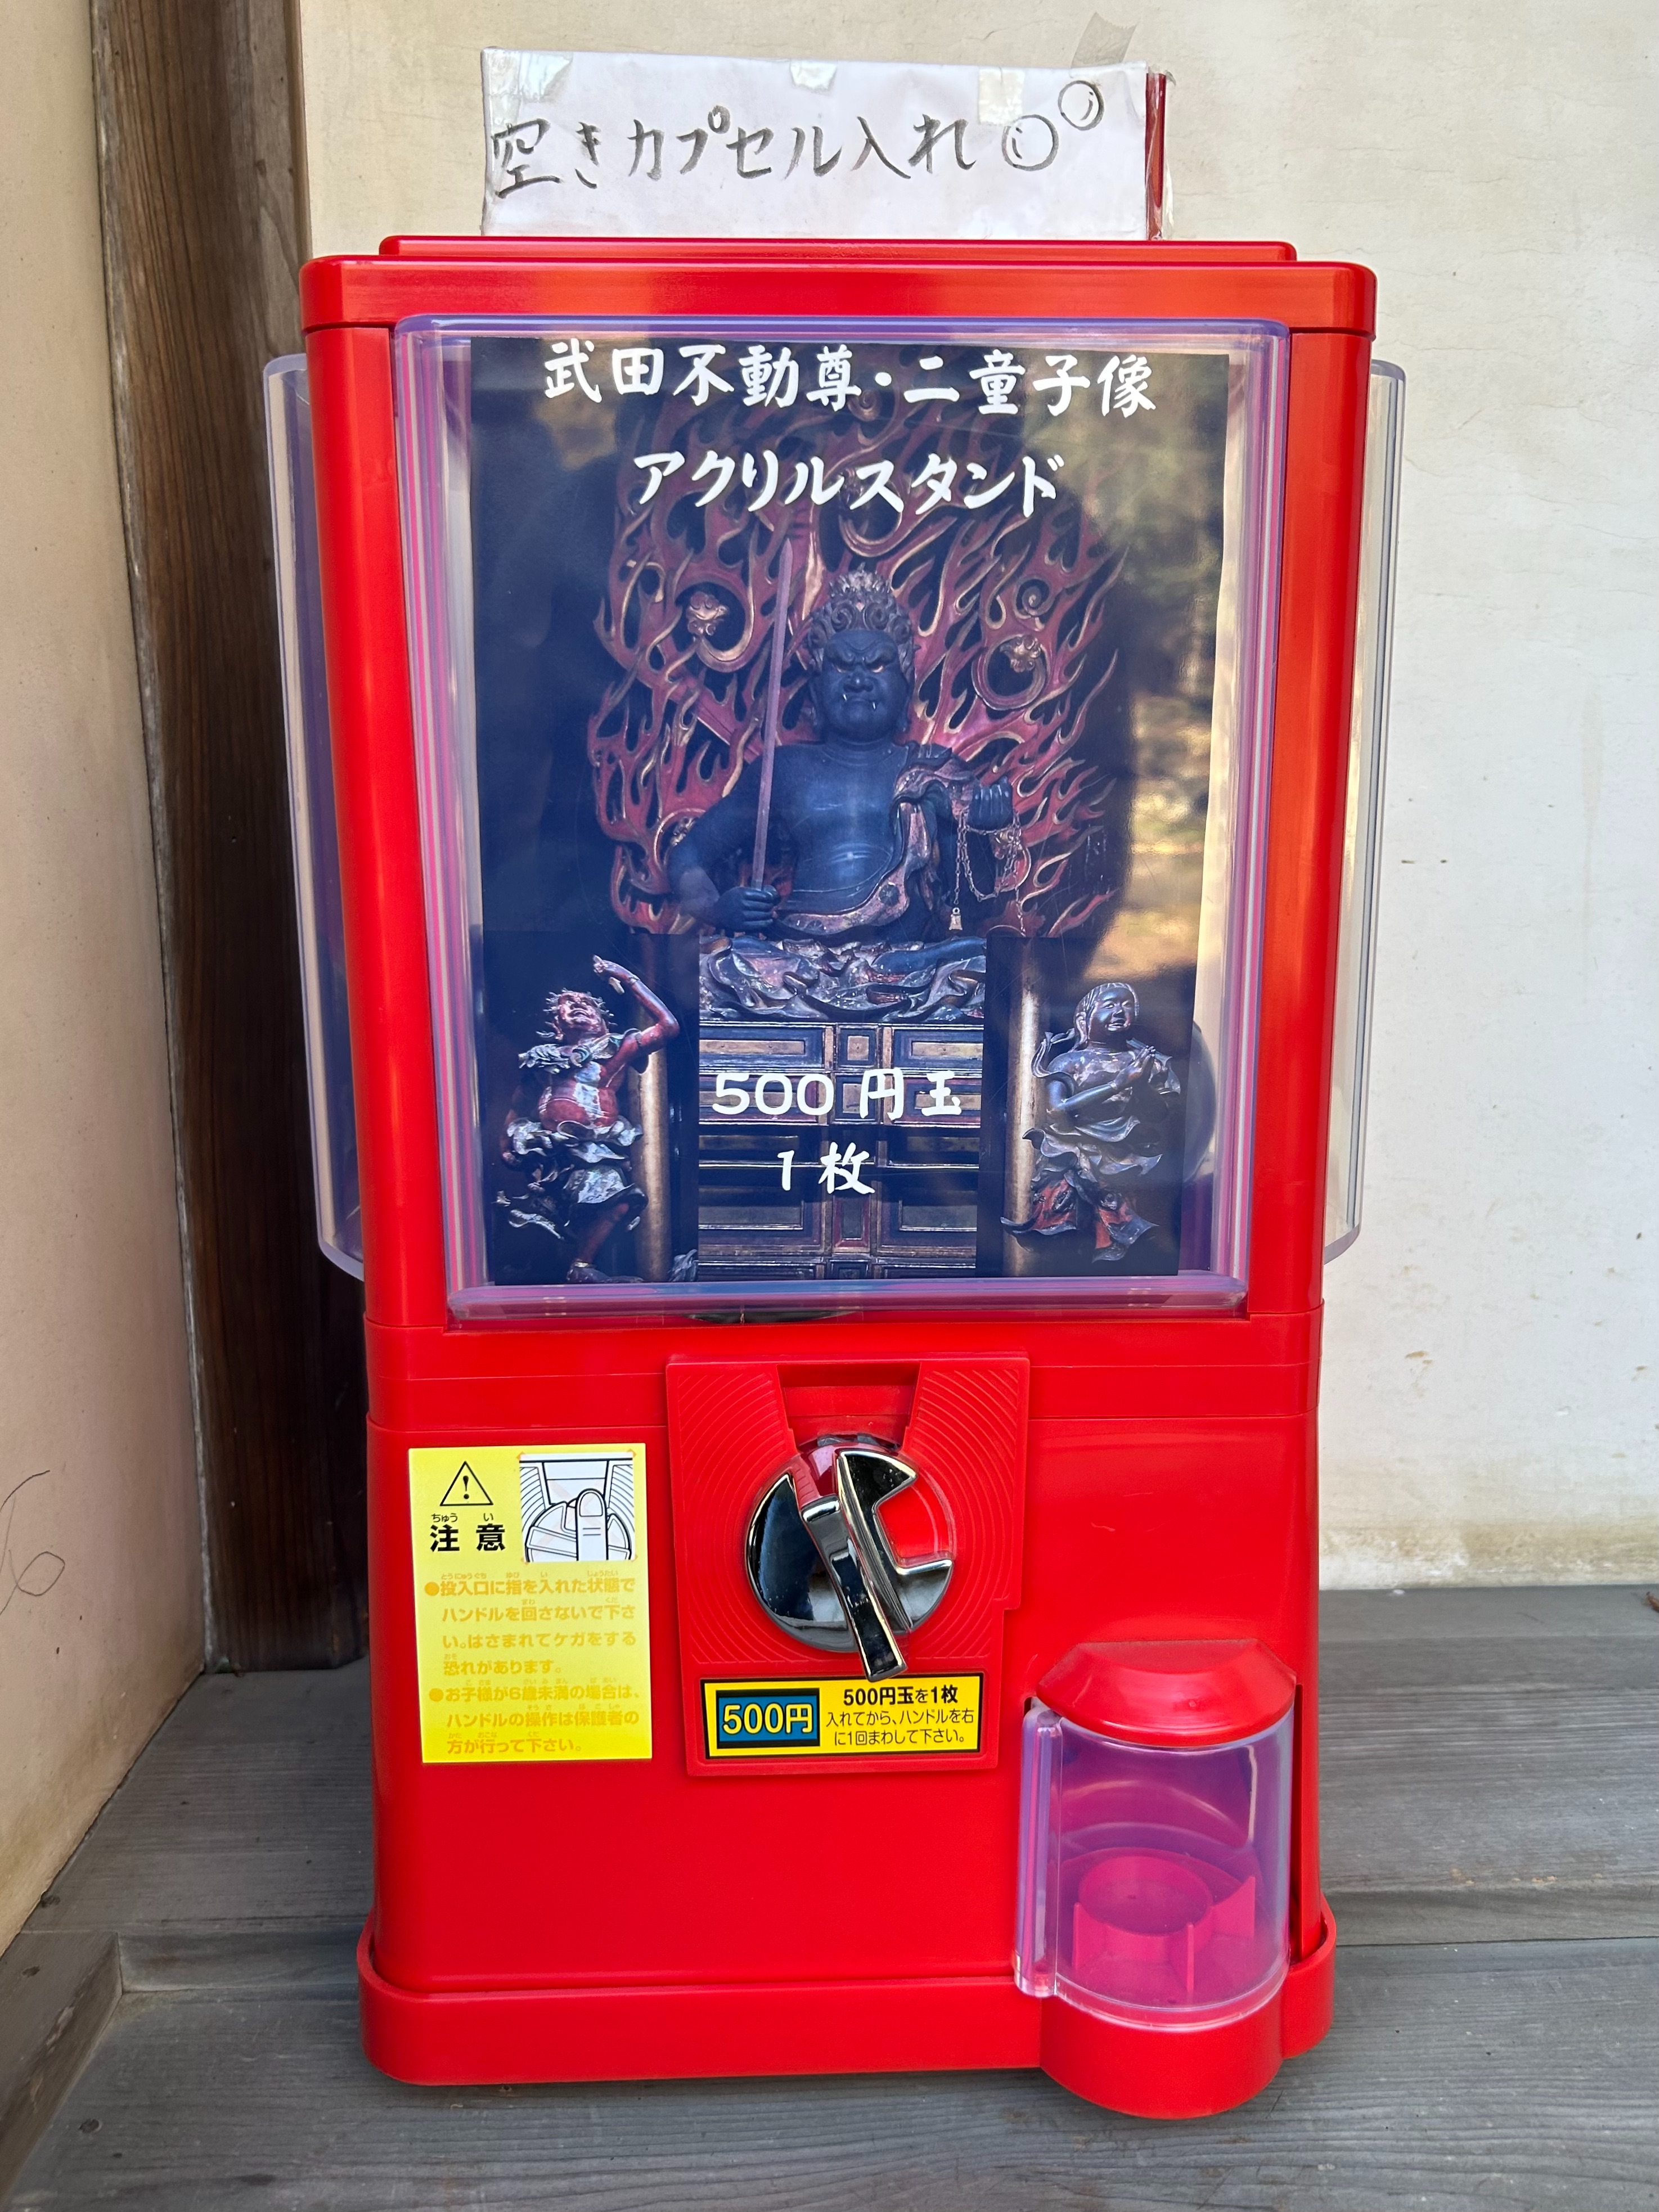 空きカプセル入れ
武田不動尊・二童子像
アクリルスタンド
500円玉
1枚
注意
ちゅう い
●投入口に指を入れた状態で
ハンドルを回さないで下さ
い。はさまれてケガをする
恐れがあります。
●お子様が6歳未満の場合は、
ハンドルの操作は保護者の
方が行って下さい。
500円
500円玉を1枚
入れてから、ハンドルを右
に1回まわして下さい。